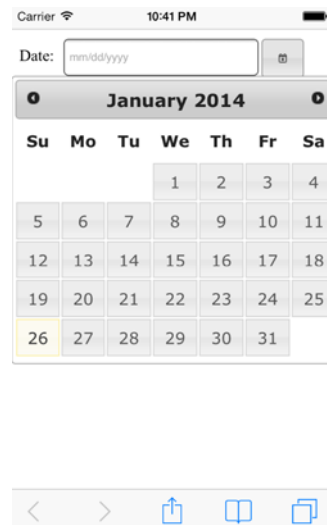 Carrier 10:41 PM
Date: mm/dd/yyyy
January 2014
Su Mo Tu We Th Fr Sa
1 2 3 4
5 6 7 8 9 10 11
12 13 14 15 16 17 18
19 20 21 22 23 24 25
26 27 28 29 30 31